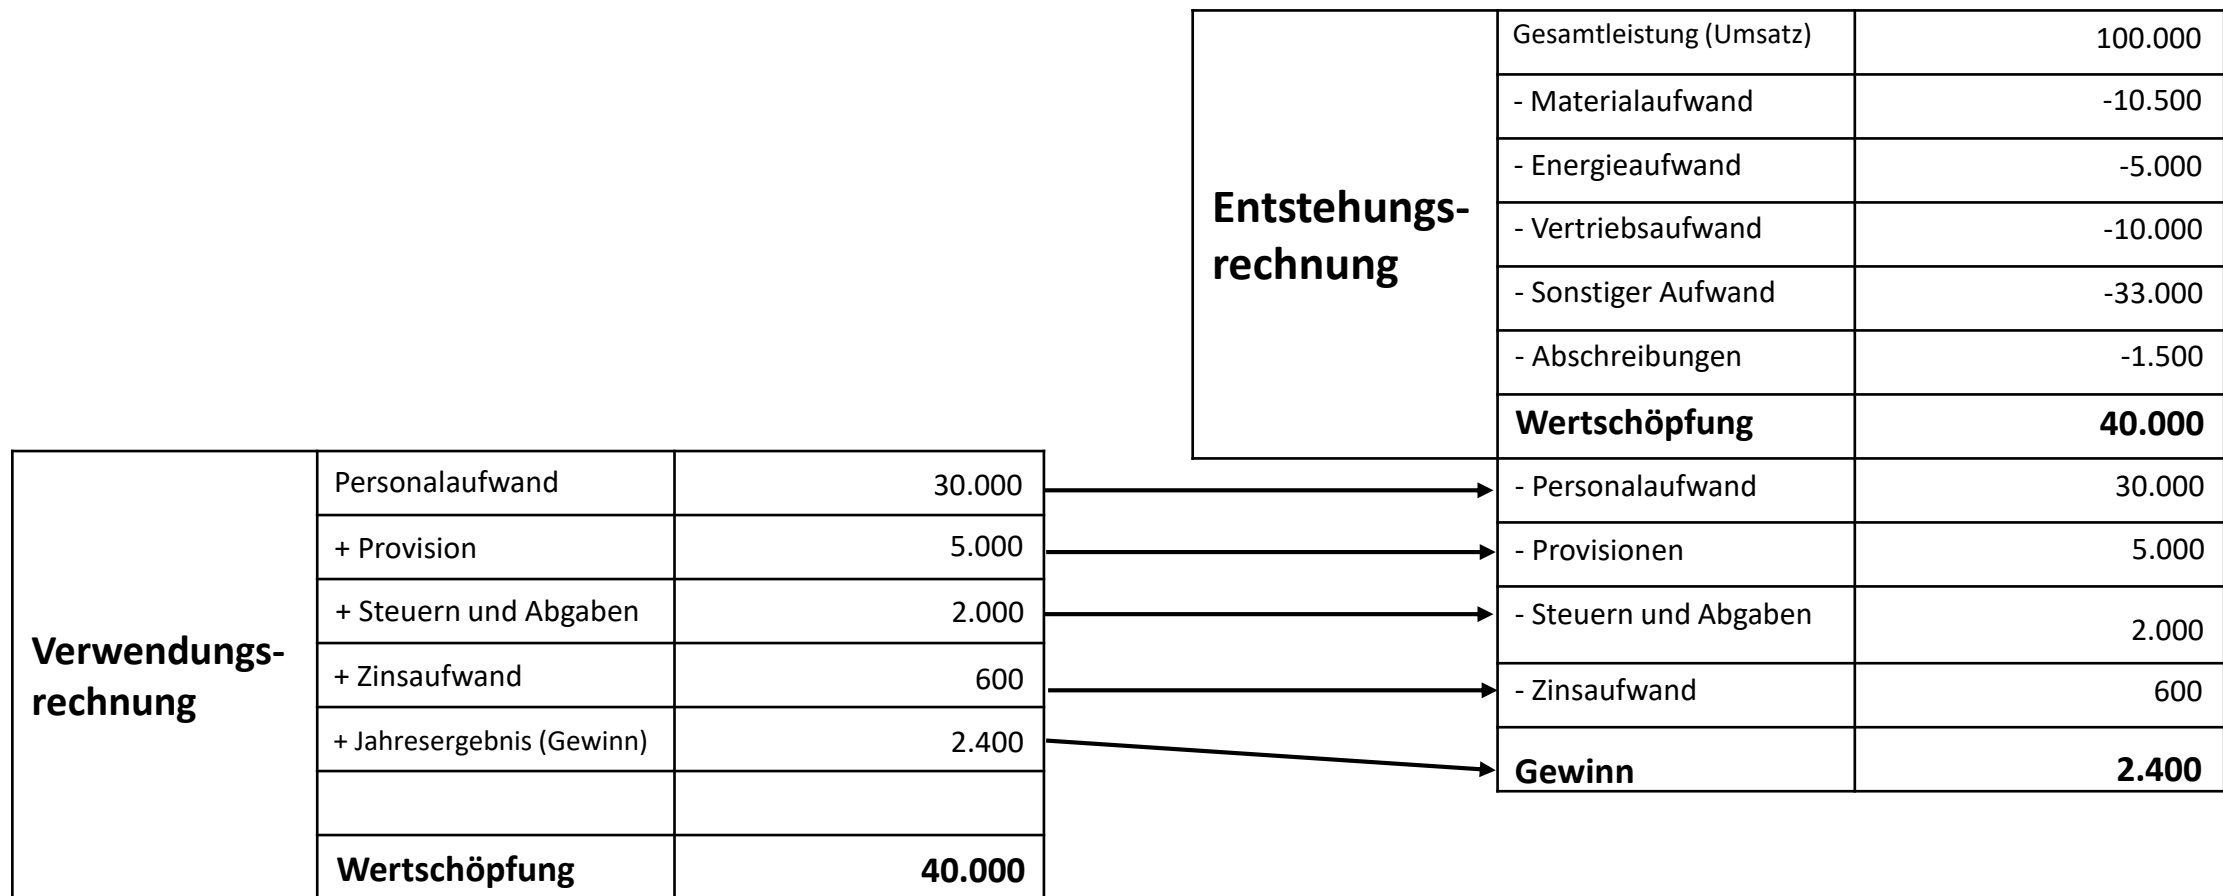 Entstehungs-
rechnung
Gesamtleistung (Umsatz) 100.000
- Materialaufwand -10.500
- Energieaufwand -5.000
- Vertriebsaufwand -10.000
- Sonstiger Aufwand -33.000
- Abschreibungen -1.500
Wertschöpfung 40.000
- Personalaufwand 30.000
- Provisionen 5.000
- Steuern und Abgaben 2.000
- Zinsaufwand 600
Gewinn 2.400
Verwendungs-
rechnung
Personalaufwand 30.000
+ Provision 5.000
+ Steuern und Abgaben 2.000
+ Zinsaufwand 600
+ Jahresergebnis (Gewinn) 2.400
Wertschöpfung 40.000